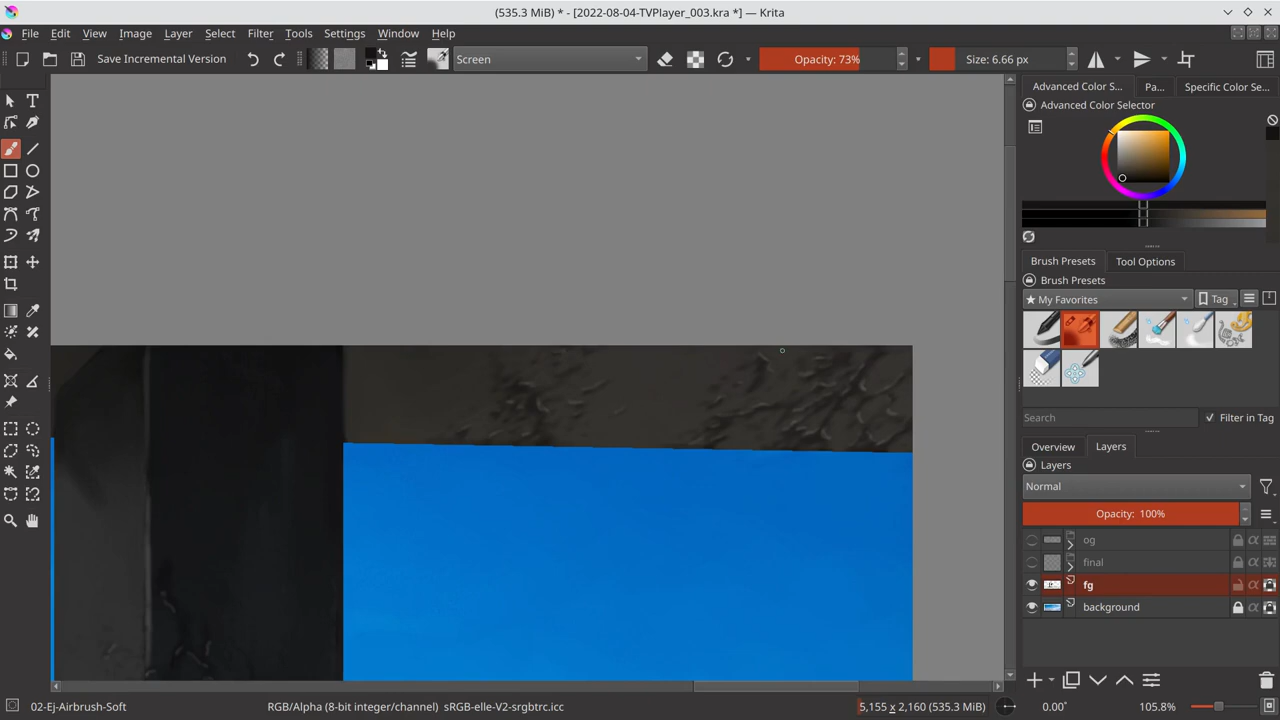 (535.3 MiB) * - [2022-08-04-TVPlayer_003.kra *] — Krita
File Edit View Image Layer Select Filter Tools Settings Window Help
Save Incremental Version Screen Opacity: 73% Size: 6.66 px
Advanced Color S... Pa... Specific Color Se...
Advanced Color Selector
Brush Presets Tool Options
Brush Presets
★ My Favorites Tag
Search Filter in Tag
Overview Layers
Layers
Normal
Opacity: 100%
og
final
fg
background
02-Ej-Airbrush-Soft RGB/Alpha (8-bit integer/channel) sRGB-elle-V2-srgbtrc.icc 5,155 x 2,160 (535.3 MiB) 0.00° 105.8%